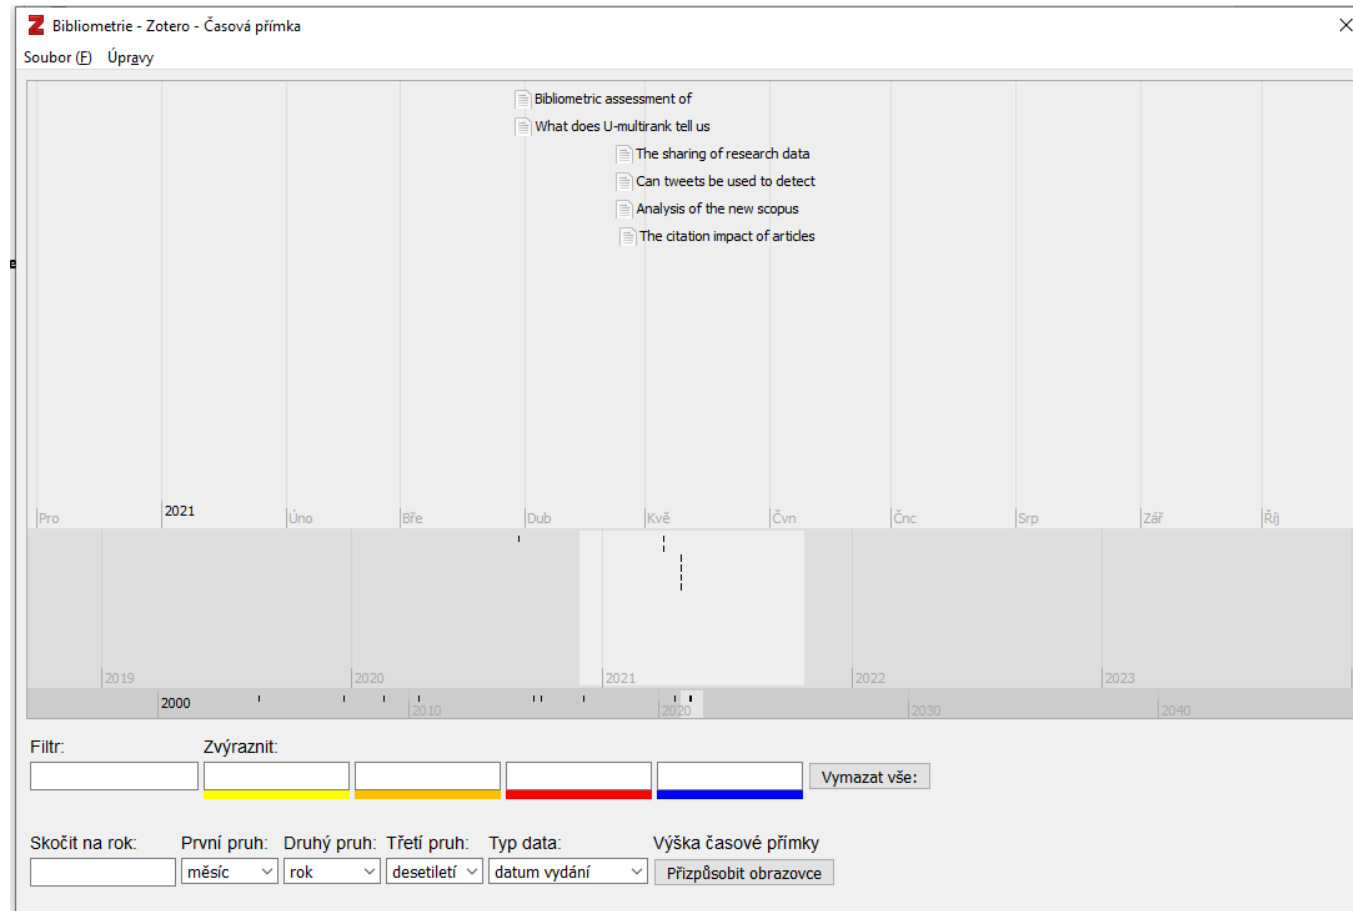 Bibliometrie - Zotero - Časová přímka
Soubor (F) Úpravy
Bibliometric assessment of
What does U-multirank tell us
The sharing of research data
Can tweets be used to detect
Analysis of the new scopus
The citation impact of articles
Pro 2021 Úno Bře Dub Kvě Čvn Čnc Srp Zář Říj
2019 2020 2021 2022 2023
2000 2010 2020 2030 2040
Filtr: Zvýraznit:
Vymazat vše:
Skočit na rok: První pruh: Druhý pruh: Třetí pruh: Typ data: Výška časové přímky
měsíc rok desetiletí datum vydání Přizpůsobit obrazovce